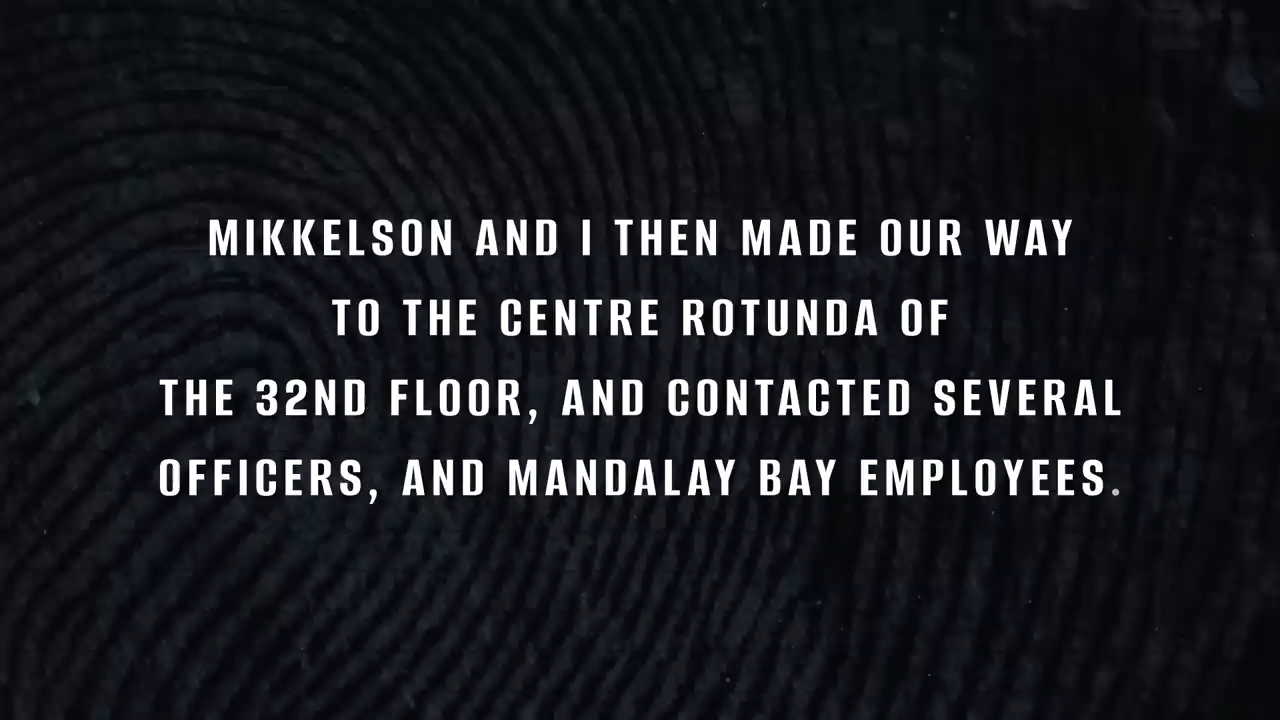 MIKKELSON AND I THEN MADE OUR WAY
TO THE CENTRE ROTUNDA OF
THE 32ND FLOOR, AND CONTACTED SEVERAL
OFFICERS, AND MANDALAY BAY EMPLOYEES.